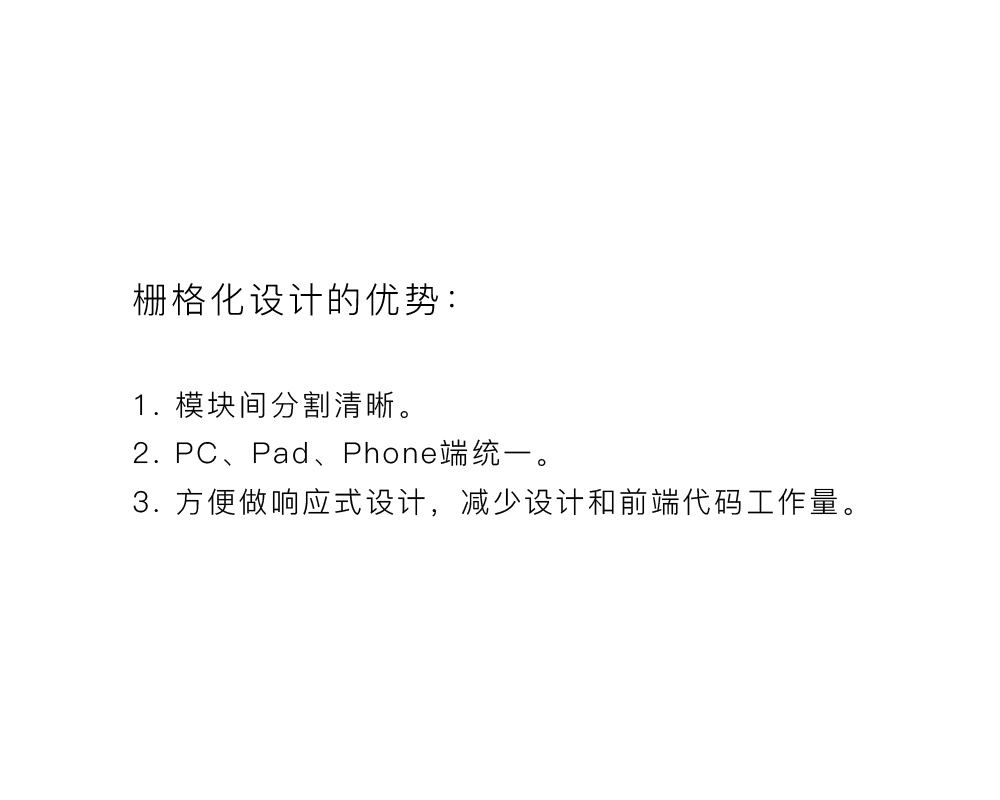 栅格化设计的优势：
1. 模块间分割清晰。
2. PC、Pad、Phone端统一。
3. 方便做响应式设计，减少设计和前端代码工作量。